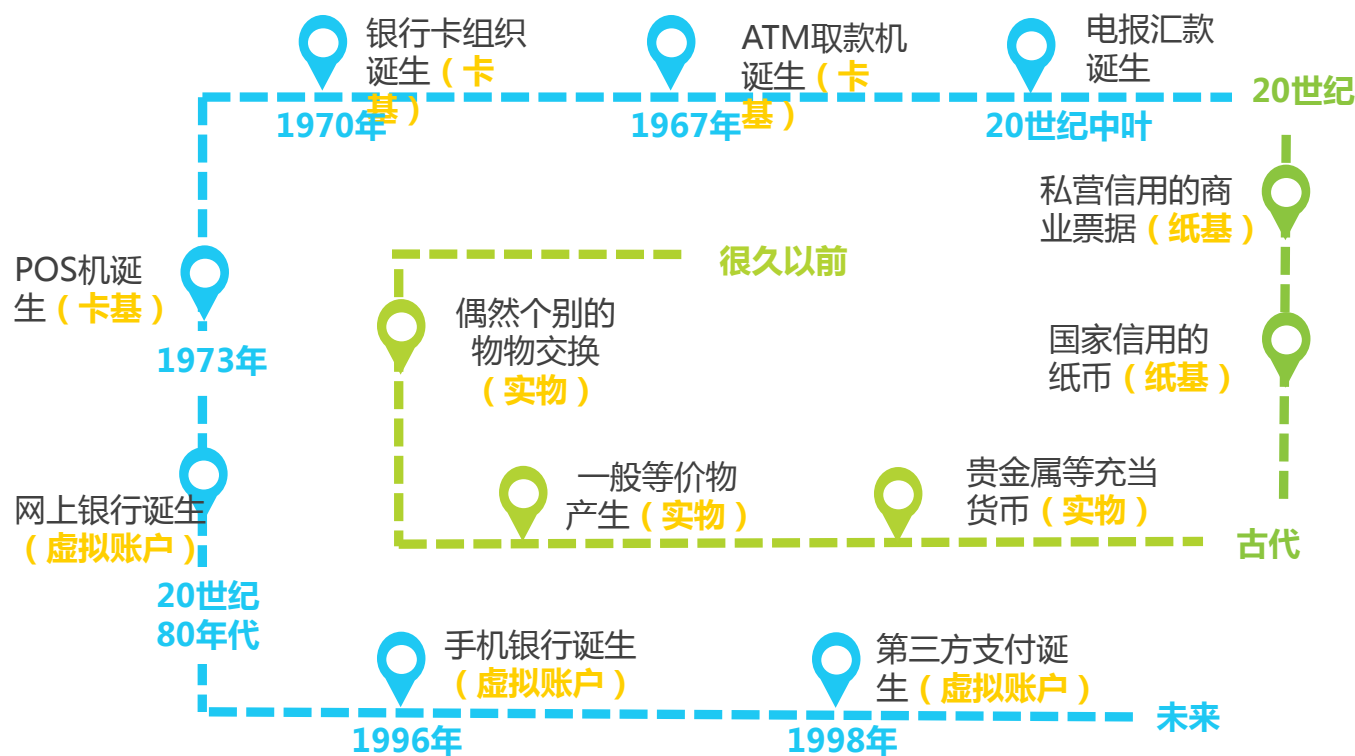 银行卡组织
诞生（卡
基）
1970年
ATM取款机
诞生（卡
基）
1967年
电报汇款
诞生
20世纪中叶
20世纪
私营信用的商
业票据（纸基）
国家信用的
纸币（纸基）
古代
很久以前
偶然个别的
物物交换
（实物）
一般等价物
产生（实物）
贵金属等充当
货币（实物）
POS机诞
生（卡基）
1973年
网上银行诞生
（虚拟账户）
20世纪
80年代
手机银行诞生
（虚拟账户）
1996年
第三方支付诞
生（虚拟账户）
1998年
未来